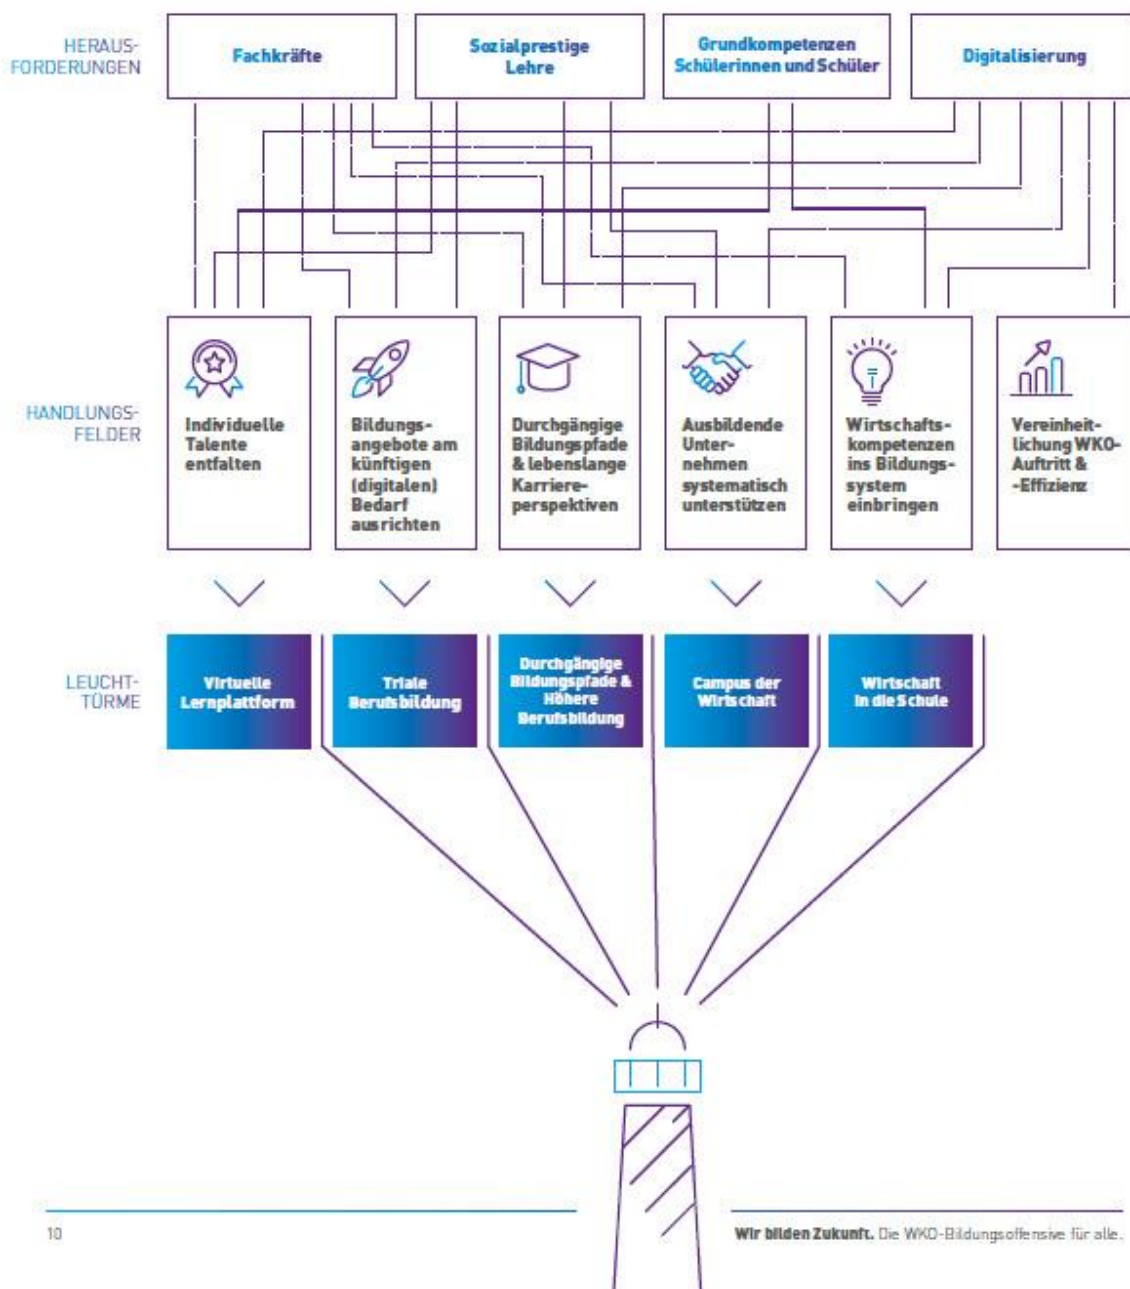 HERAUS-
FORDERUNGEN
Fachkräfte
Sozialprestige
Lehre
Grundkompetenzen
Schülerinnen und Schüler
Digitalisierung
HANDLUNGS-
FELDER
Individuelle
Talente
entfalten
Bildungs-
angebote am
künftigen
(digitalen)
Bedarf
ausrichten
Durchgängige
Bildungspfade
& lebenslange
Karriere-
perspektiven
Ausbildende
Unter-
nehmen
systematisch
unterstützen
Wirtschafts-
kompetenzen
ins Bildungs-
system
einbringen
Vereinheit-
lichung WKO-
Auftritt &
-Effizienz
LEUCHT-
TÜRME
Virtuelle
Lernplattform
Triale
Berufsbildung
Durchgängige
Bildungspfade &
Höhere
Berufsbildung
Campus der
Wirtschaft
Wirtschaft
in die Schule
10
Wir bilden Zukunft. Die WKO-Bildungsoffensive für alle.